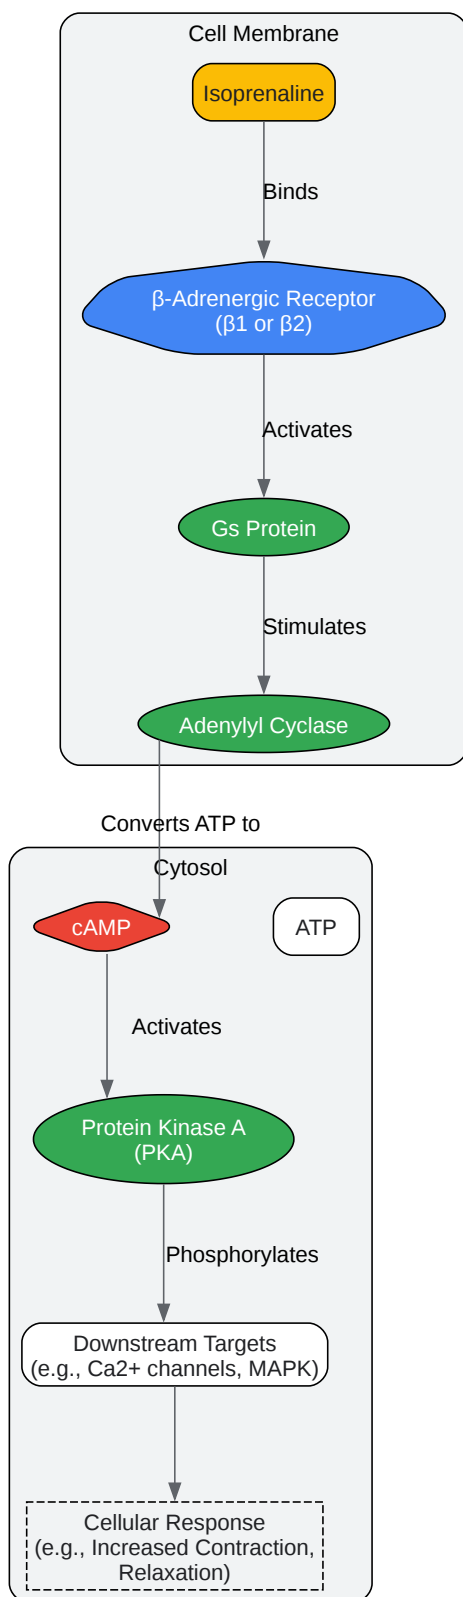 Cell Membrane
Isoprenaline
Binds
β-Adrenergic Receptor
(β1 or β2)
Activates
Gs Protein
Stimulates
Adenylyl Cyclase
Converts ATP to
Cytosol
cAMP
ATP
Activates
Protein Kinase A
(PKA)
Phosphorylates
Downstream Targets
(e.g., Ca2+ channels, MAPK)
Cellular Response
(e.g., Increased Contraction,
Relaxation)